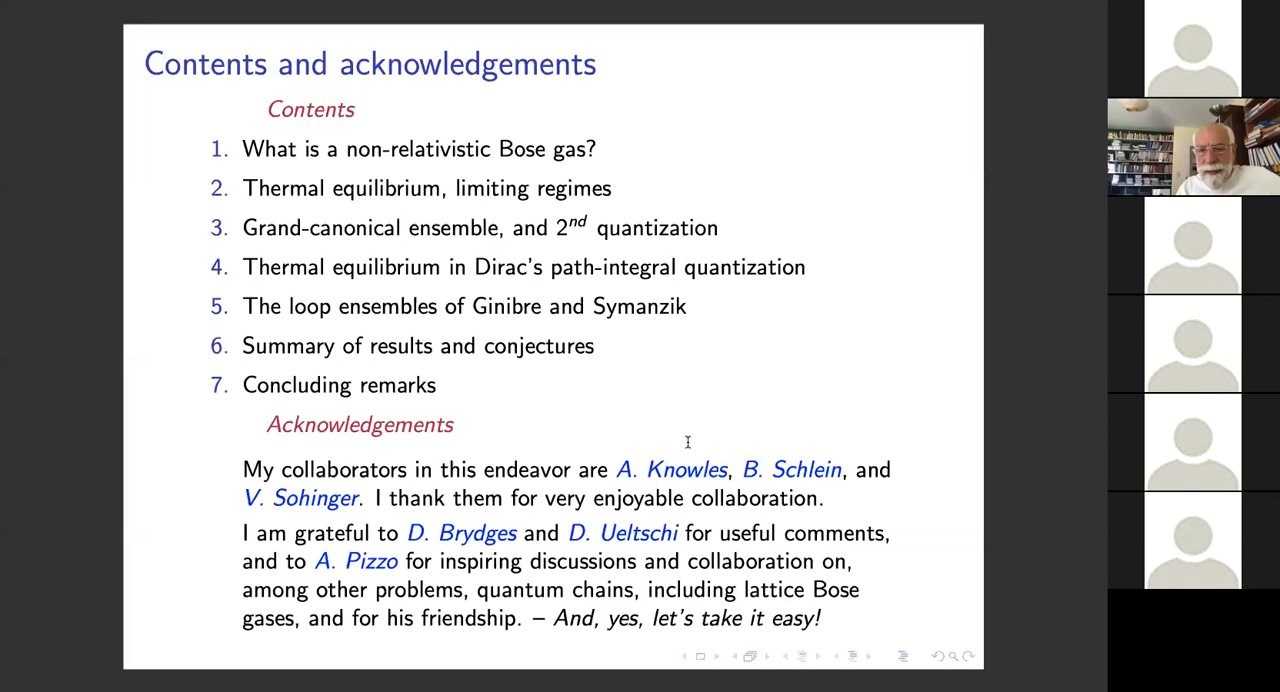 Contents and acknowledgements
Contents
1. What is a non-relativistic Bose gas?
2. Thermal equilibrium, limiting regimes
3. Grand-canonical ensemble, and 2nd quantization
4. Thermal equilibrium in Dirac's path-integral quantization
5. The loop ensembles of Ginibre and Symanzik
6. Summary of results and conjectures
7. Concluding remarks
Acknowledgements
My collaborators in this endeavor are A. Knowles, B. Schlein, and
V. Sohinger. I thank them for very enjoyable collaboration.
I am grateful to D. Brydges and D. Ueltschi for useful comments,
and to A. Pizzo for inspiring discussions and collaboration on,
among other problems, quantum chains, including lattice Bose
gases, and for his friendship. – And, yes, let's take it easy!